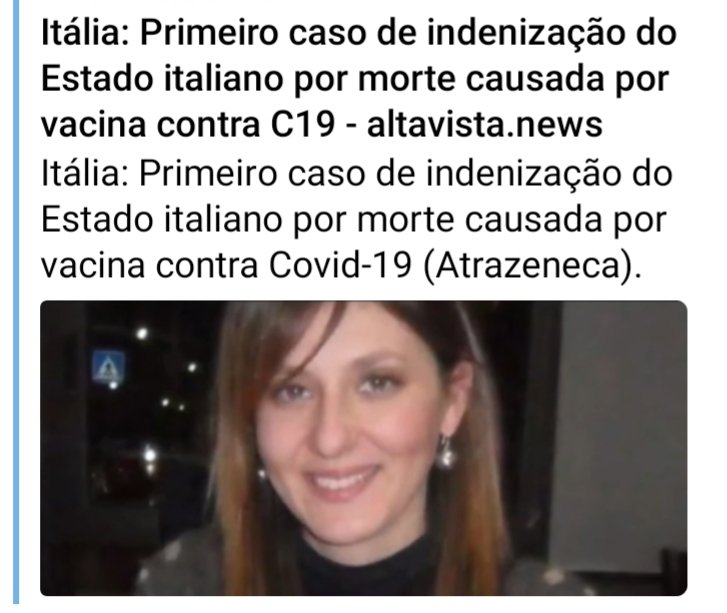 Itália: Primeiro caso de indenização do
Estado italiano por morte causada por
vacina contra C19 - altavista.news
Itália: Primeiro caso de indenização do
Estado italiano por morte causada por
vacina contra Covid-19 (Atrazeneca).